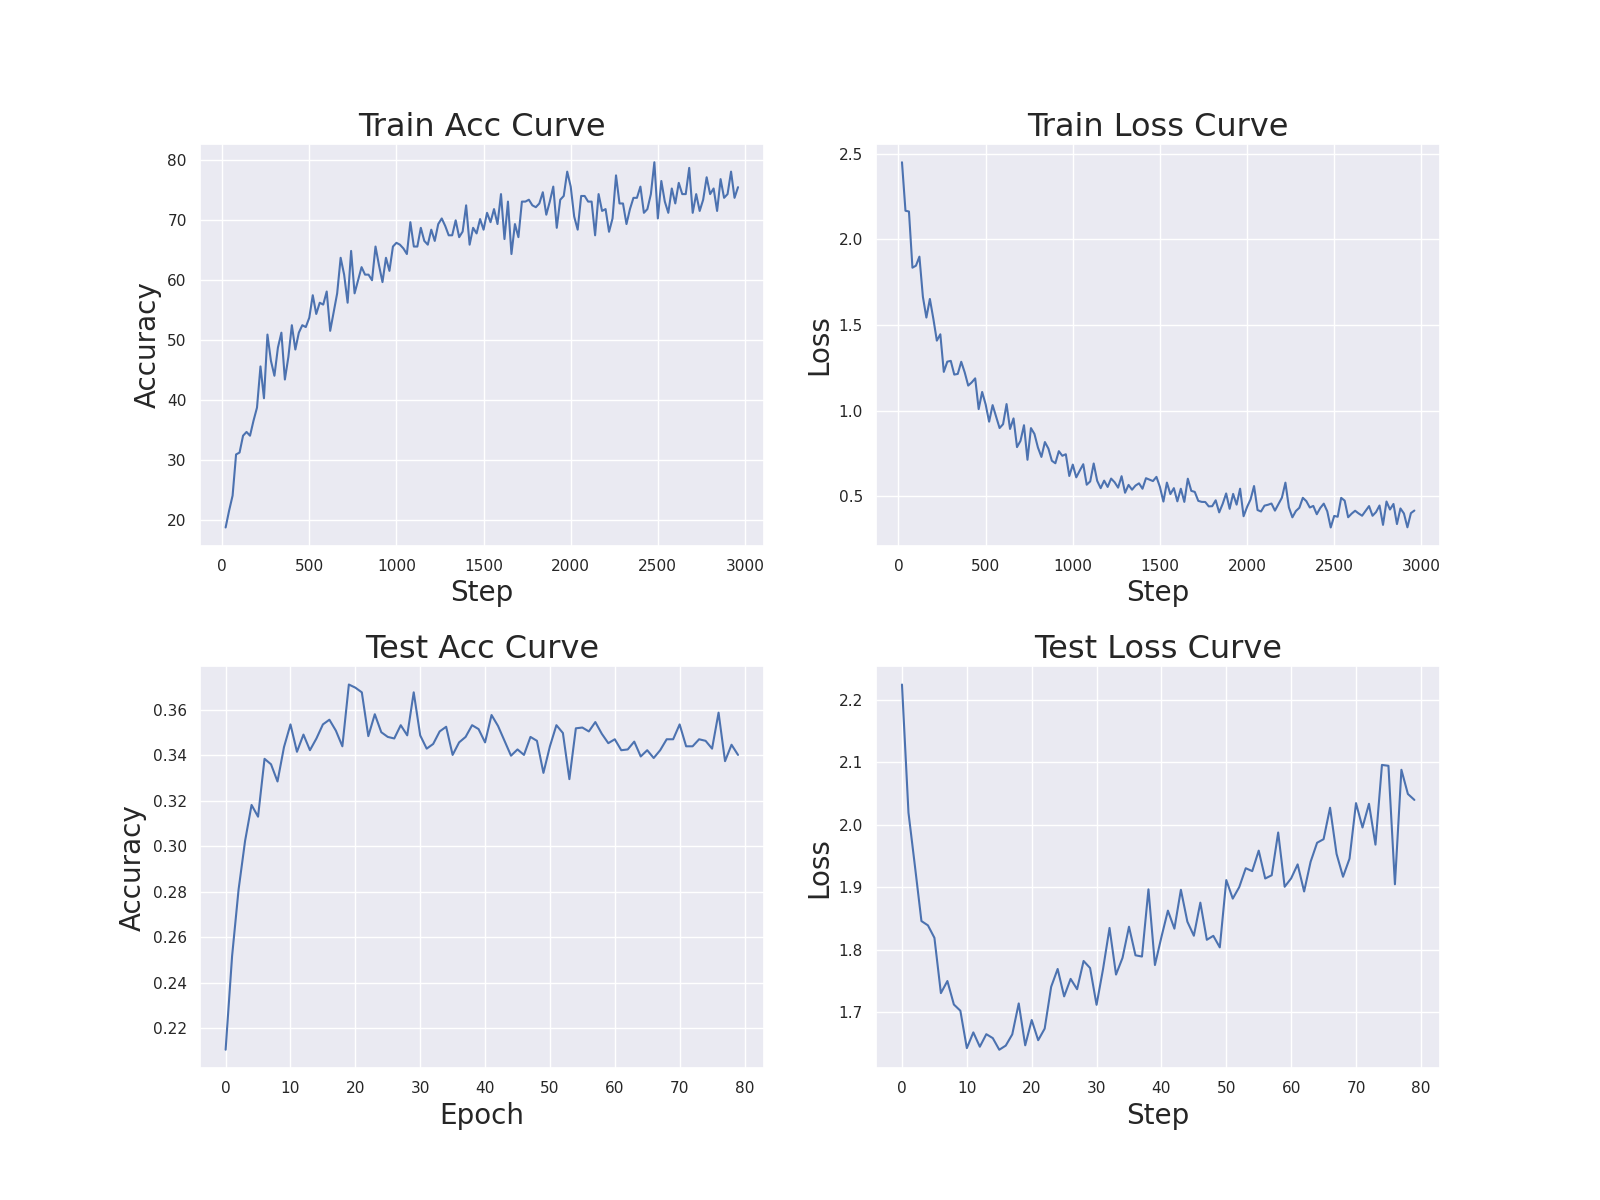 Train Acc Curve
Accuracy
80
70
60
50
40
30
20
0 500 1000 1500 2000 2500 3000
Step
Train Loss Curve
Loss
2.5
2.0
1.5
1.0
0.5
0 500 1000 1500 2000 2500 3000
Step
Test Acc Curve
Accuracy
0.36
0.34
0.32
0.30
0.28
0.26
0.24
0.22
0 10 20 30 40 50 60 70 80
Epoch
Test Loss Curve
Loss
2.2
2.1
2.0
1.9
1.8
1.7
0 10 20 30 40 50 60 70 80
Step